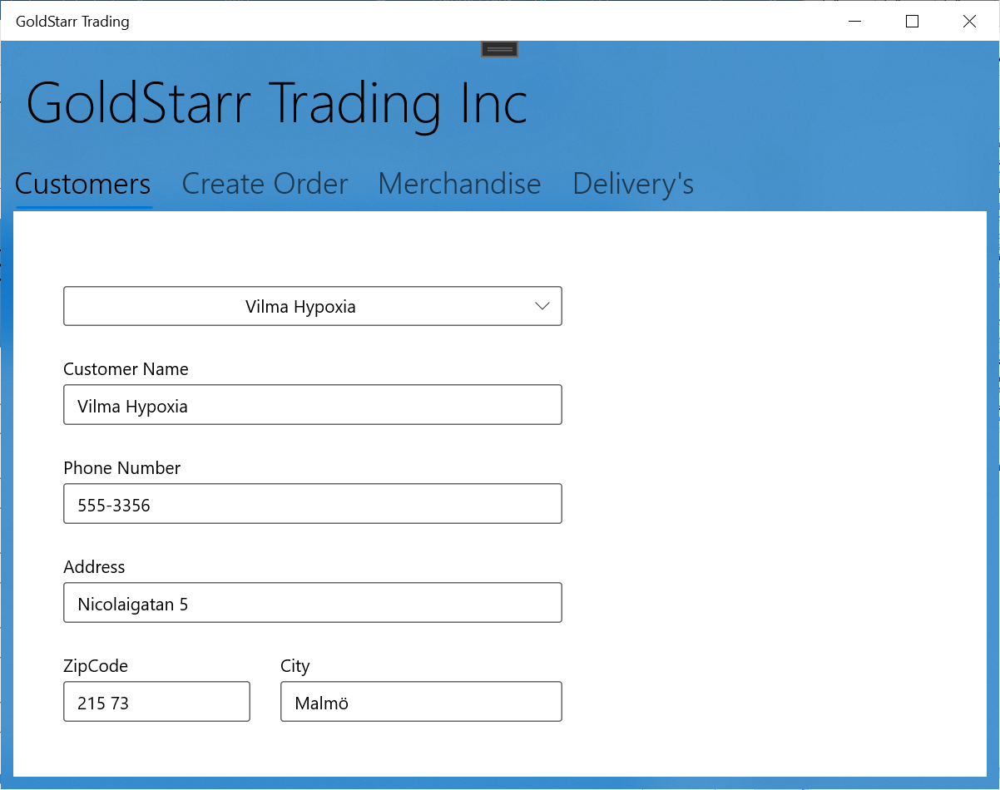 GoldStarr Trading
GoldStarr Trading Inc
Customers Create Order Merchandise Delivery's
Vilma Hypoxia
Customer Name
Vilma Hypoxia
Phone Number
555-3356
Address
Nicolaigatan 5
ZipCode City
215 73 Malmö